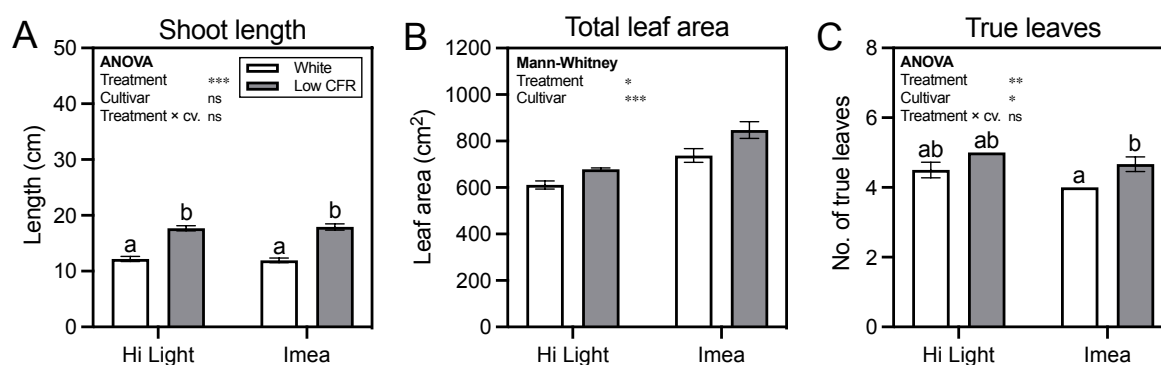 A
Shoot length
50
40
30
20
10
0
Length (cm)
ANOVA
Treatment ***
Cultivar ns
Treatment × cv. ns
White
Low CFR
a
b
a
b
Hi Light
Imea
B
Total leaf area
1200
1000
800
600
400
200
0
Leaf area (cm²)
Mann-Whitney
Treatment *
Cultivar ***
Hi Light
Imea
C
True leaves
8
6
4
2
0
No. of true leaves
ANOVA
Treatment **
Cultivar *
Treatment × cv. ns
ab
ab
a
b
Hi Light
Imea